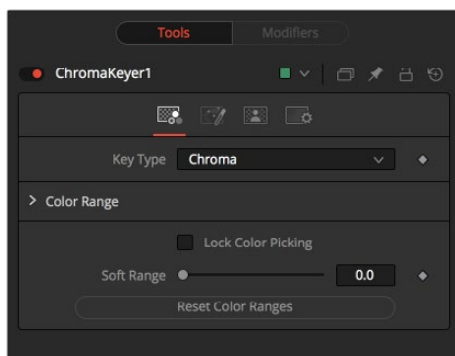 Tools Modifiers
ChromaKeyer1
Key Type Chroma
Color Range
Lock Color Picking
Soft Range 0.0
Reset Color Ranges